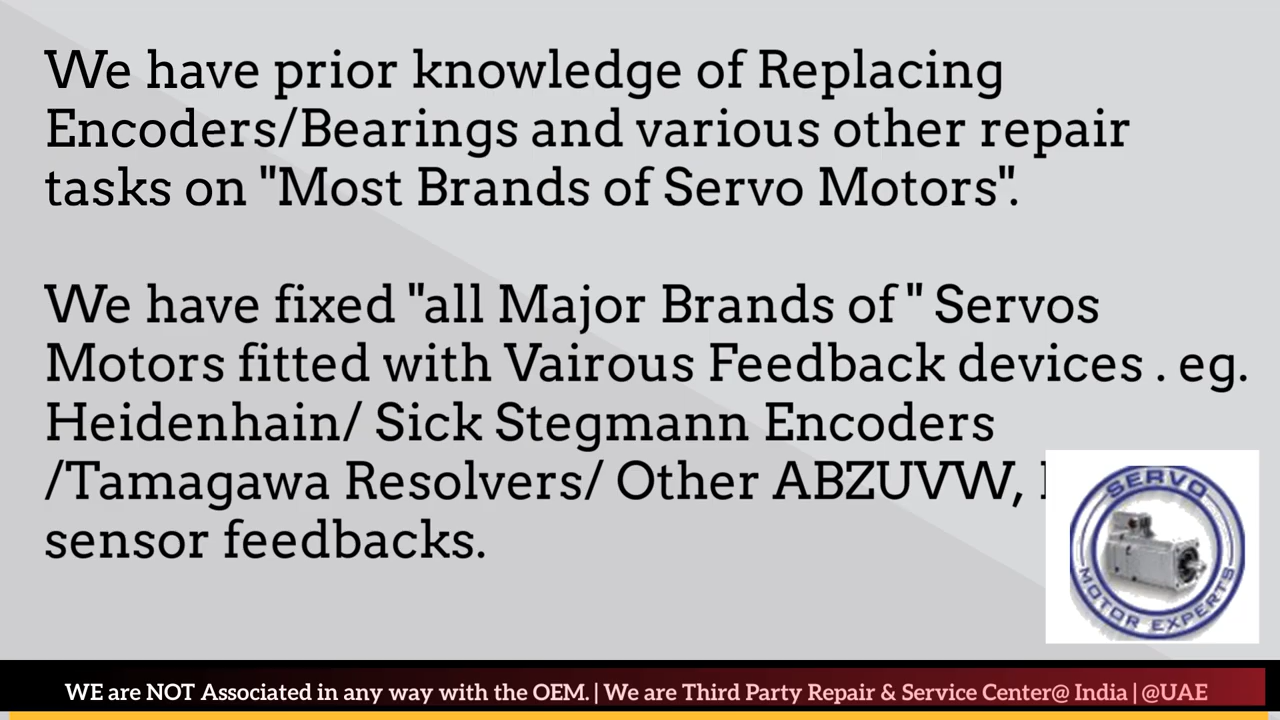 We have prior knowledge of Replacing
Encoders/Bearings and various other repair
tasks on "Most Brands of Servo Motors".
We have fixed "all Major Brands of " Servos
Motors fitted with Vairous Feedback devices . eg.
Heidenhain/ Sick Stegmann Encoders
/Tamagawa Resolvers/ Other ABZUVW,
sensor feedbacks.
SERVO
MOTOR EXPERTS
WE are NOT Associated in any way with the OEM. | We are Third Party Repair & Service Center@ India | @UAE